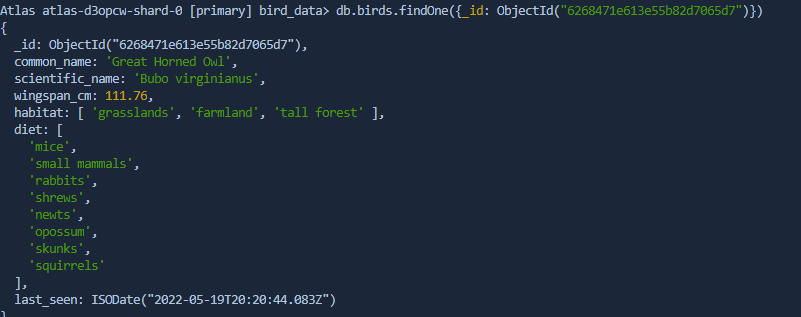 Atlas atlas-d3opcw-shard-0 [primary] bird_data> db.birds.findOne({_id: ObjectId("6268471e613e55b82d7065d7")})
{
  _id: ObjectId("6268471e613e55b82d7065d7"),
  common_name: 'Great Horned Owl',
  scientific_name: 'Bubo virginianus',
  wingspan_cm: 111.76,
  habitat: [ 'grasslands', 'farmland', 'tall forest' ],
  diet: [
    'mice',
    'small mammals',
    'rabbits',
    'shrews',
    'newts',
    'opossum',
    'skunks',
    'squirrels'
  ],
  last_seen: ISODate("2022-05-19T20:20:44.083Z")
}